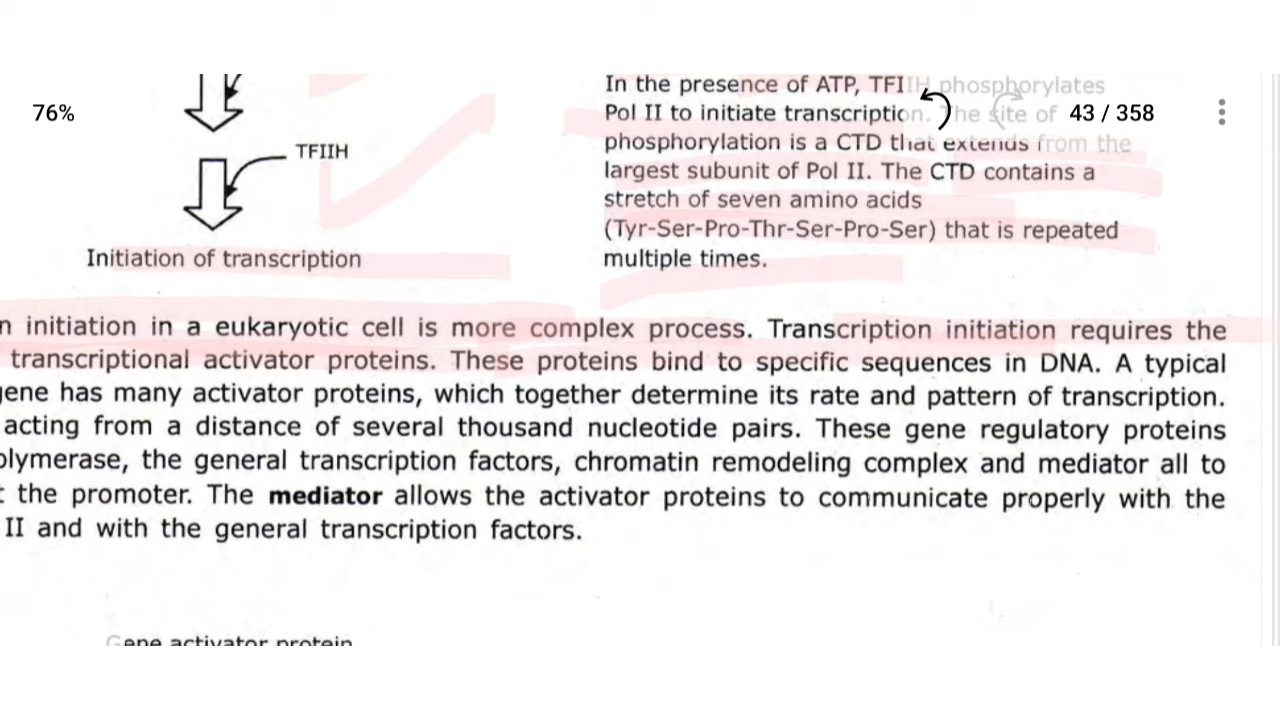 76%
43 / 358
TFIIH
Initiation of transcription
In the presence of ATP, TFIIH phosphorylates
Pol II to initiate transcription. The site of
phosphorylation is a CTD that extends from the
largest subunit of Pol II. The CTD contains a
stretch of seven amino acids
(Tyr-Ser-Pro-Thr-Ser-Pro-Ser) that is repeated
multiple times.
n initiation in a eukaryotic cell is more complex process. Transcription initiation requires the
transcriptional activator proteins. These proteins bind to specific sequences in DNA. A typical
gene has many activator proteins, which together determine its rate and pattern of transcription.
acting from a distance of several thousand nucleotide pairs. These gene regulatory proteins
olymerase, the general transcription factors, chromatin remodeling complex and mediator all to
t the promoter. The mediator allows the activator proteins to communicate properly with the
II and with the general transcription factors.
Gene activator protein